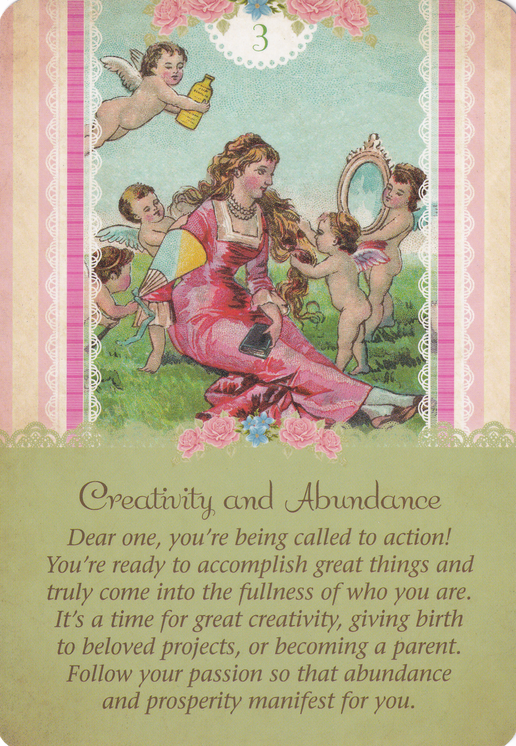 3
Creativity and Abundance
Dear one, you're being called to action!
You're ready to accomplish great things and
truly come into the fullness of who you are.
It's a time for great creativity, giving birth
to beloved projects, or becoming a parent.
Follow your passion so that abundance
and prosperity manifest for you.